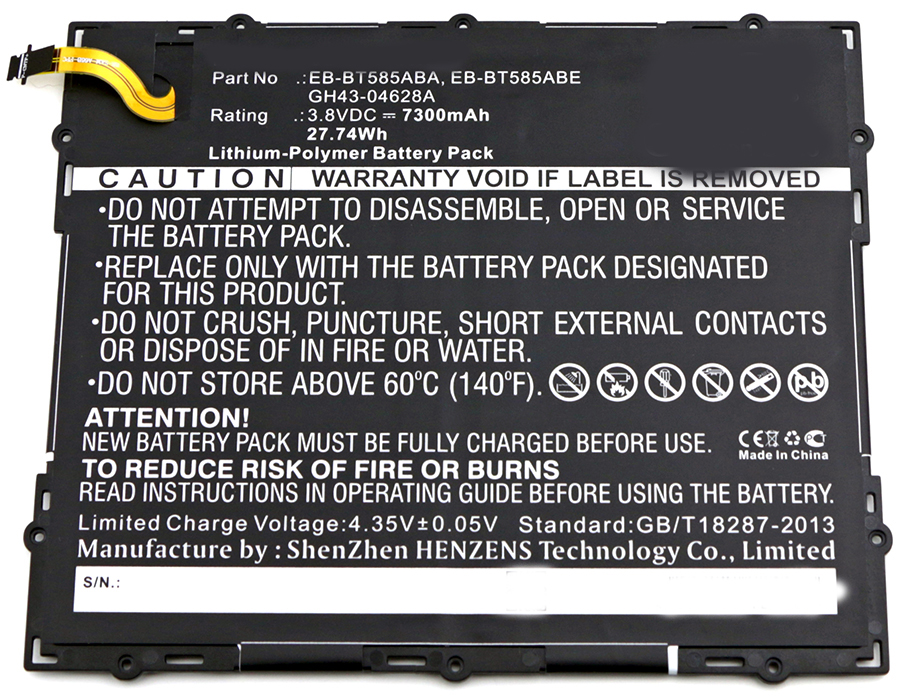 Part No .: EB-BT585ABA, EB-BT585ABE
GH43-04628A
Rating .: 3.8VDC ⎓ 7300mAh
27.74Wh
Lithium-Polymer Battery Pack
CAUTION WARRANTY VOID IF LABEL IS REMOVED
•DO NOT ATTEMPT TO DISASSEMBLE, OPEN OR SERVICE
THE BATTERY PACK.
•REPLACE ONLY WITH THE BATTERY PACK DESIGNATED
FOR THIS PRODUCT.
•DO NOT CRUSH, PUNCTURE, SHORT EXTERNAL CONTACTS
OR DISPOSE OF IN FIRE OR WATER.
•DO NOT STORE ABOVE 60ºC (140ºF). Pb
ATTENTION!
NEW BATTERY PACK MUST BE FULLY CHARGED BEFORE USE. CE
Made In China
TO REDUCE RISK OF FIRE OR BURNS
READ INSTRUCTIONS IN OPERATING GUIDE BEFORE USING THE BATTERY.
Limited Charge Voltage:4.35V±0.05V Standard:GB/T18287-2013
Manufacture by : ShenZhen HENZENS Technology Co., Limited
S/N.: